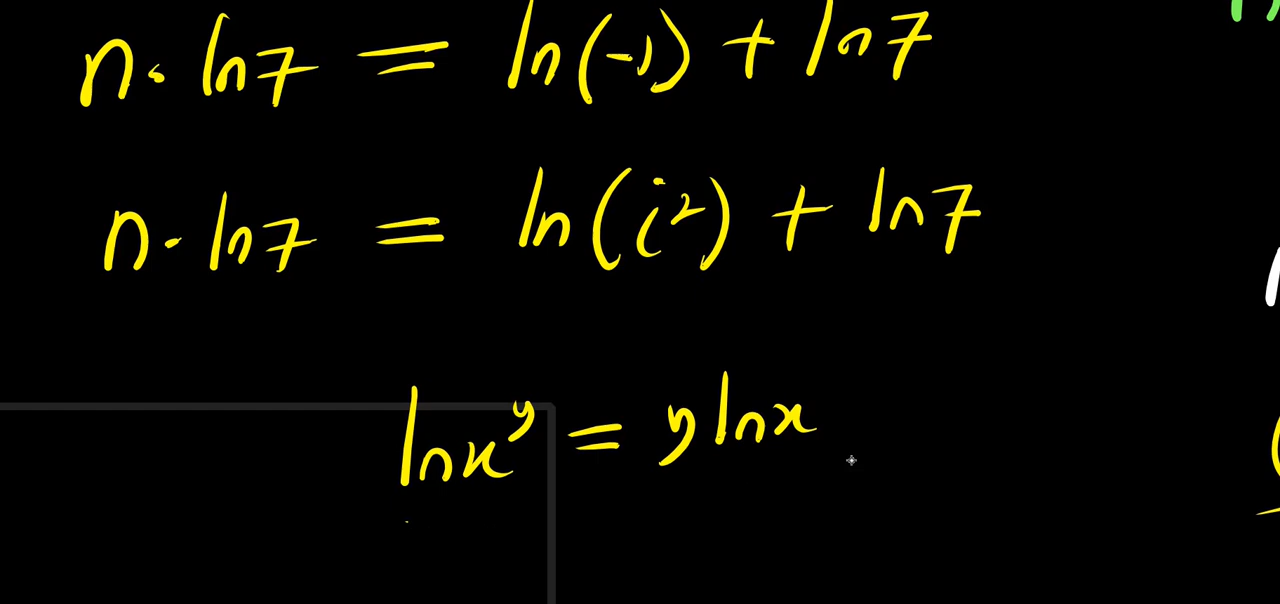 n · ln7 = ln(-1) + ln7
n · ln7 = ln(i²) + ln7
lnx^y = y lnx